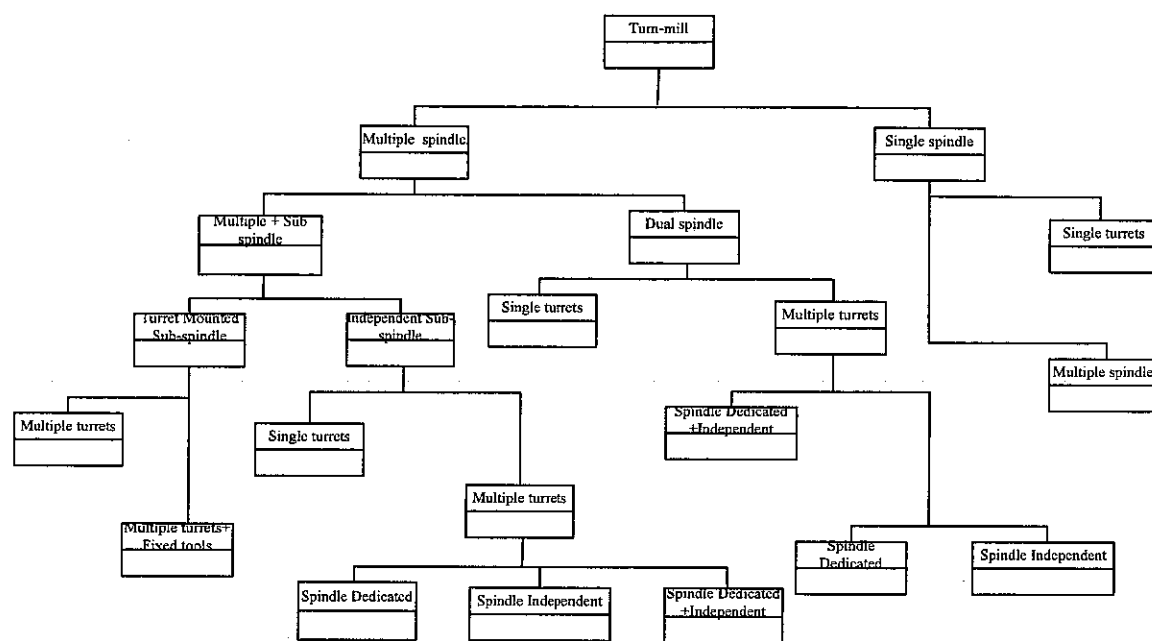 Turn-mill
Multiple spindle
Single spindle
Multiple + Sub
spindle
Dual spindle
Single turrets
Single turrets
Multiple turrets
Turret Mounted
Sub-spindle
Independent Sub-
spindle
Multiple spindle
Multiple turrets
Single turrets
Spindle Dedicated
+Independent
Multiple turrets
Multiple turrets+
Fixed tools
Spindle
Dedicated
Spindle Independent
Spindle Dedicated
Spindle Independent
Spindle Dedicated
+Independent